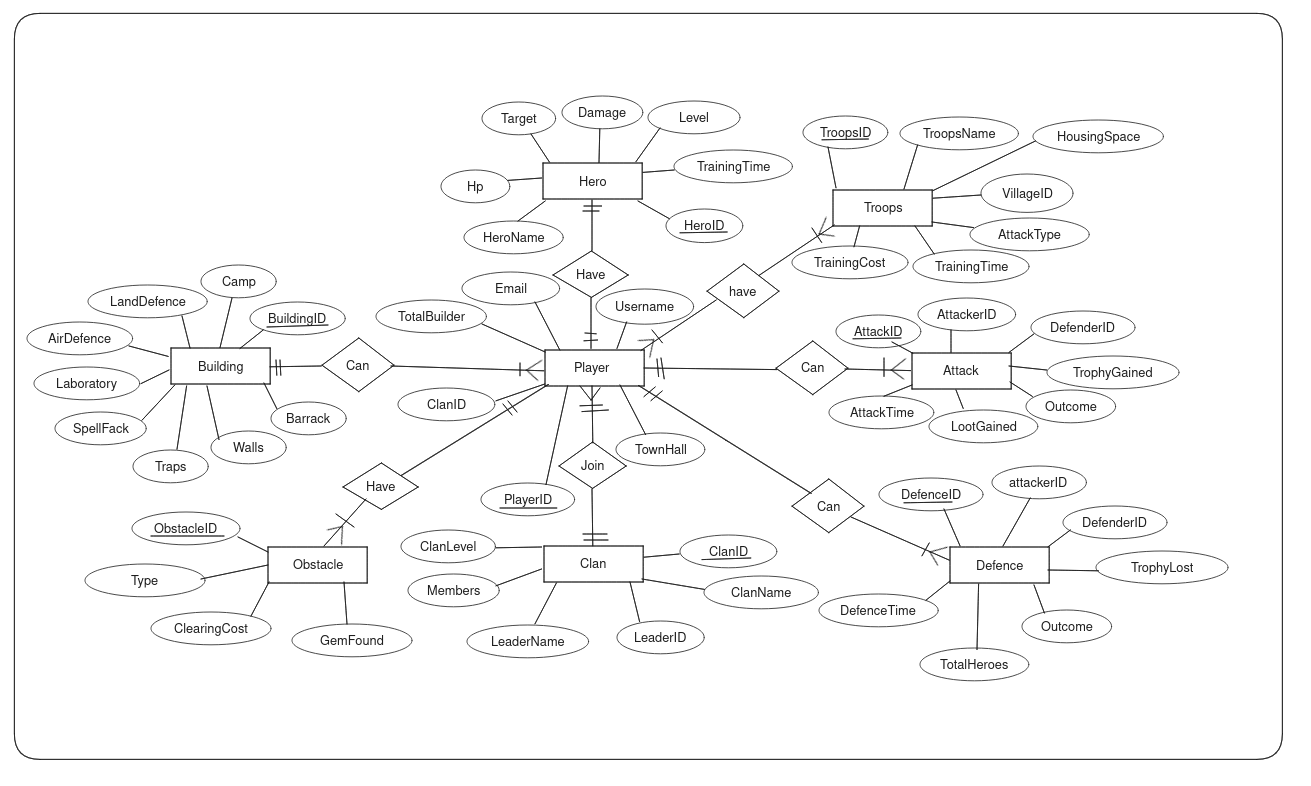 Target
Damage
Level
TrainingTime
Hp
Hero
HeroName
HeroID
Have
TroopsID
TroopsName
HousingSpace
VillageID
Troops
AttackType
TrainingCost
TrainingTime
have
Camp
LandDefence
BuildingID
AirDefence
Building
Laboratory
SpellFack
Barrack
Walls
Traps
Can
Email
Username
TotalBuilder
Player
ClanID
TownHall
PlayerID
Join
Can
AttackerID
AttackID
DefenderID
Attack
TrophyGained
Outcome
AttackTime
LootGained
Have
ObstacleID
Obstacle
Type
ClearingCost
GemFound
ClanLevel
Clan
ClanID
Members
ClanName
LeaderName
LeaderID
Can
DefenceID
attackerID
DefenderID
Defence
TrophyLost
DefenceTime
Outcome
TotalHeroes